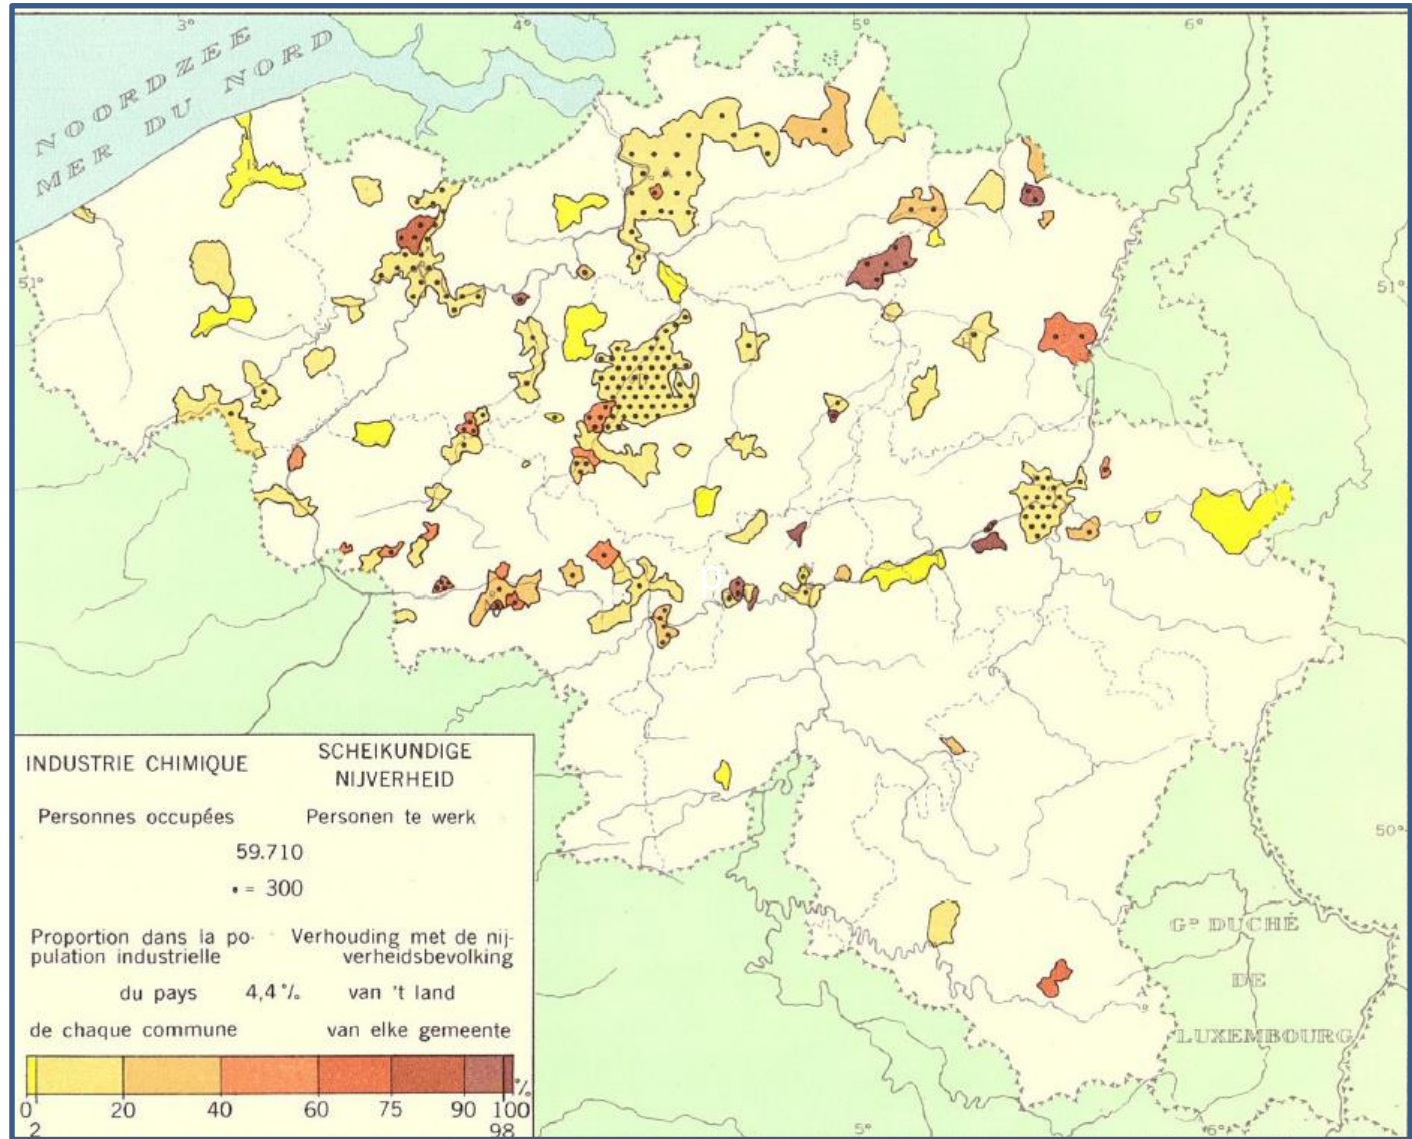 3°
4°
5°
6°
NOORDZEE
MER DU NORD
51°
51°
50°
G? DUCHÉ
DE
LUXEMBOURG
5°
6°
INDUSTRIE CHIMIQUE
SCHEIKUNDIGE
NIJVERHEID
Personnes occupées
Personen te werk
59.710
• = 300
Proportion dans la po-
pulation industrielle
Verhouding met de nij-
verheidsbevolking
du pays 4,4% van 't land
de chaque commune
van elke gemeente
%
0 20 40 60 75 90 100
2 98